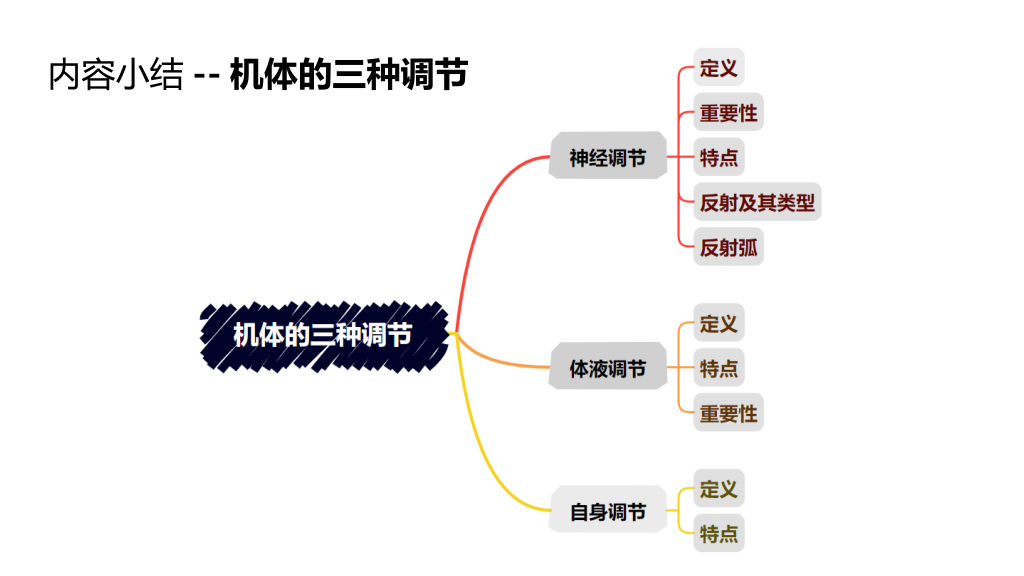 内容小结 -- 机体的三种调节
机体的三种调节
神经调节
定义
重要性
特点
反射及其类型
反射弧
体液调节
定义
特点
重要性
自身调节
定义
特点